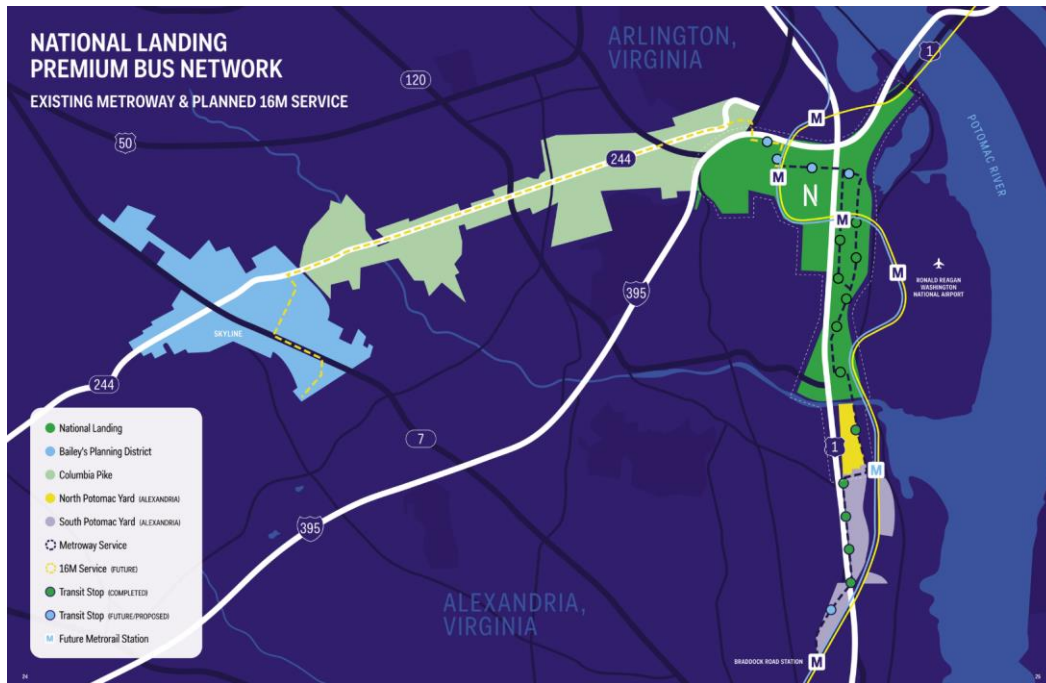 NATIONAL LANDING
PREMIUM BUS NETWORK
EXISTING METROWAY & PLANNED 16M SERVICE
ARLINGTON,
VIRGINIA
1
120
50
POTOMAC RIVER
M
244
M
N
M
M
RONALD REAGAN
WASHINGTON
NATIONAL AIRPORT
395
SKYLINE
244
National Landing
Bailey's Planning District
Columbia Pike
North Potomac Yard (ALEXANDRIA)
South Potomac Yard (ALEXANDRIA)
Metroway Service
16M Service (FUTURE)
Transit Stop (COMPLETED)
Transit Stop (FUTURE/PROPOSED)
M Future Metrorail Station
7
1
M
395
ALEXANDRIA,
VIRGINIA
BRADDOCK ROAD STATION
M
24